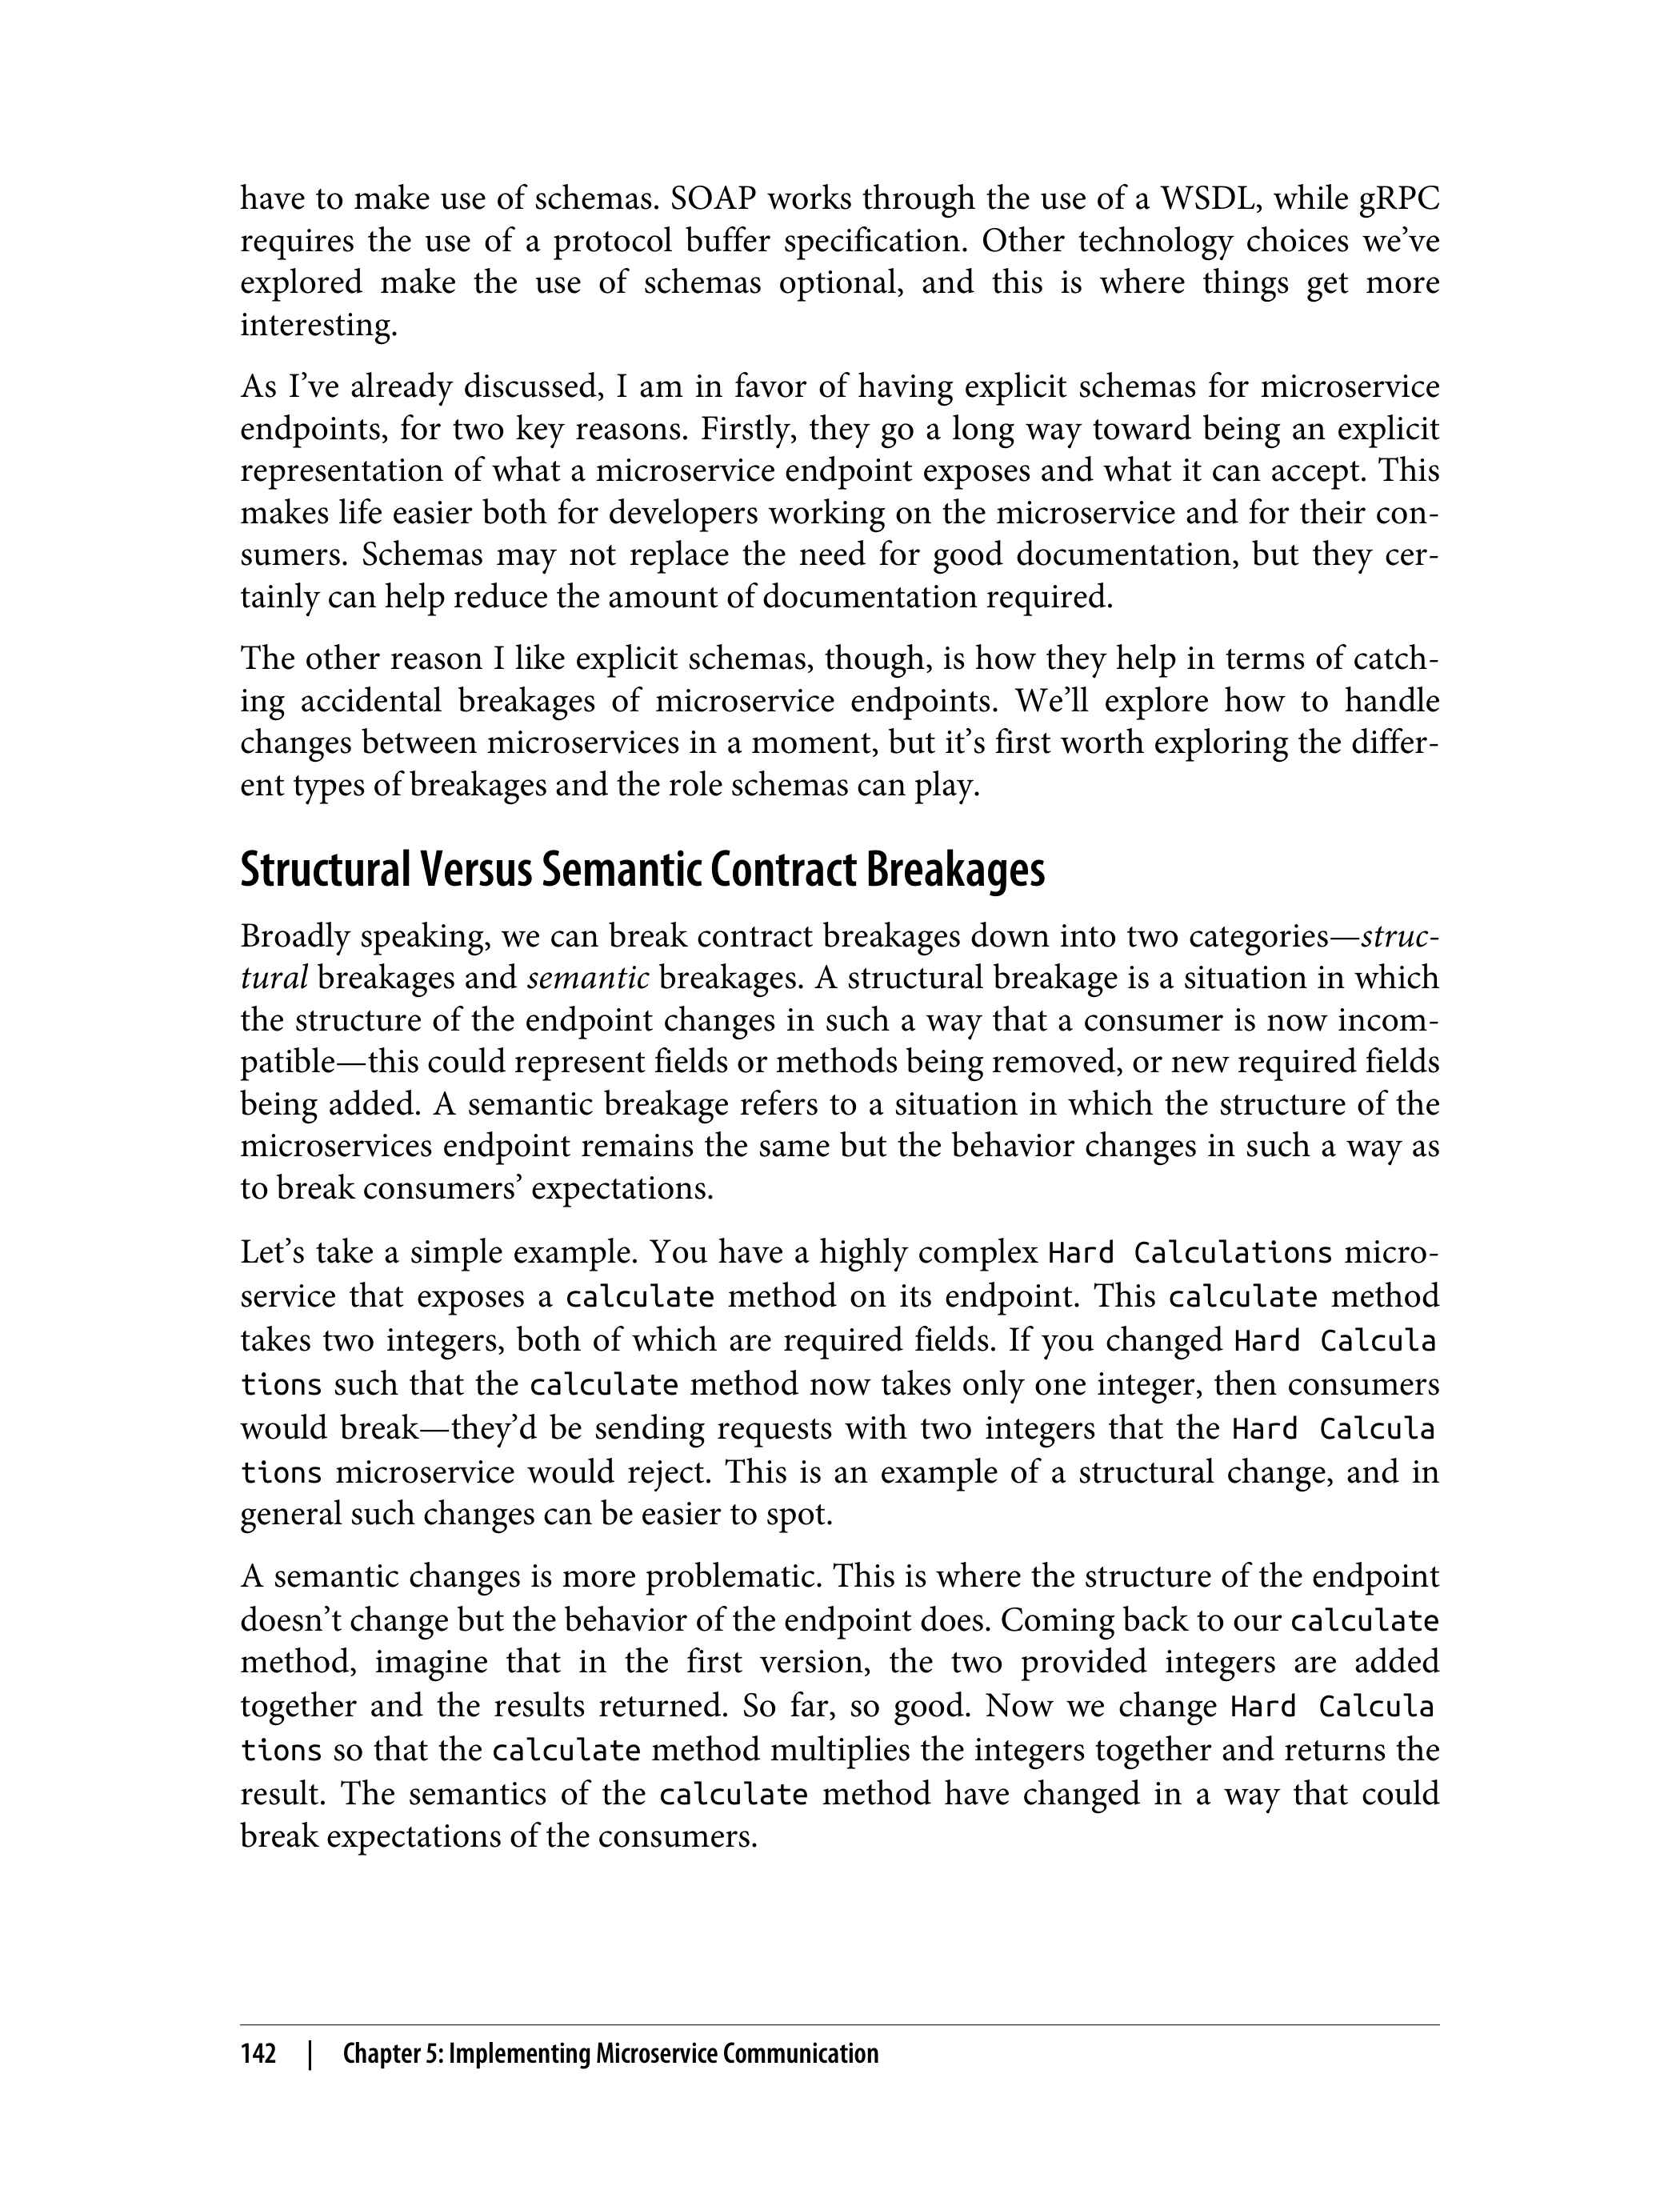 have to make use of schemas. SOAP works through the use of a WSDL, while gRPC
requires the use of a protocol buffer specification. Other technology choices we’ve
explored make the use of schemas optional, and this is where things get more
interesting.
As I’ve already discussed, I am in favor of having explicit schemas for microservice
endpoints, for two key reasons. Firstly, they go a long way toward being an explicit
representation of what a microservice endpoint exposes and what it can accept. This
makes life easier both for developers working on the microservice and for their con-
sumers. Schemas may not replace the need for good documentation, but they cer-
tainly can help reduce the amount of documentation required.
The other reason I like explicit schemas, though, is how they help in terms of catch-
ing accidental breakages of microservice endpoints. We’ll explore how to handle
changes between microservices in a moment, but it’s first worth exploring the differ-
ent types of breakages and the role schemas can play.
Structural Versus Semantic Contract Breakages
Broadly speaking, we can break contract breakages down into two categories—struc-
tural breakages and semantic breakages. A structural breakage is a situation in which
the structure of the endpoint changes in such a way that a consumer is now incom-
patible—this could represent fields or methods being removed, or new required fields
being added. A semantic breakage refers to a situation in which the structure of the
microservices endpoint remains the same but the behavior changes in such a way as
to break consumers’ expectations.
Let’s take a simple example. You have a highly complex Hard Calculations micro-
service that exposes a calculate method on its endpoint. This calculate method
takes two integers, both of which are required fields. If you changed Hard Calcula
tions such that the calculate method now takes only one integer, then consumers
would break—they’d be sending requests with two integers that the Hard Calcula
tions microservice would reject. This is an example of a structural change, and in
general such changes can be easier to spot.
A semantic changes is more problematic. This is where the structure of the endpoint
doesn’t change but the behavior of the endpoint does. Coming back to our calculate
method, imagine that in the first version, the two provided integers are added
together and the results returned. So far, so good. Now we change Hard Calcula
tions so that the calculate method multiplies the integers together and returns the
result. The semantics of the calculate method have changed in a way that could
break expectations of the consumers.
142 | Chapter 5: Implementing Microservice Communication